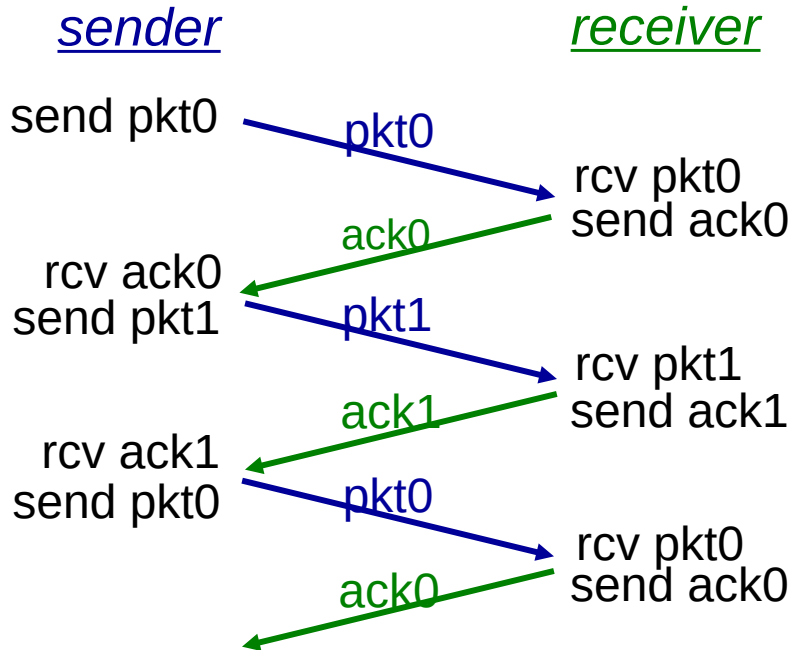 sender
receiver
send pkt0
pkt0
rcv pkt0
send ack0
ack0
rcv ack0
send pkt1
pkt1
rcv pkt1
send ack1
ack1
rcv ack1
send pkt0
pkt0
rcv pkt0
send ack0
ack0